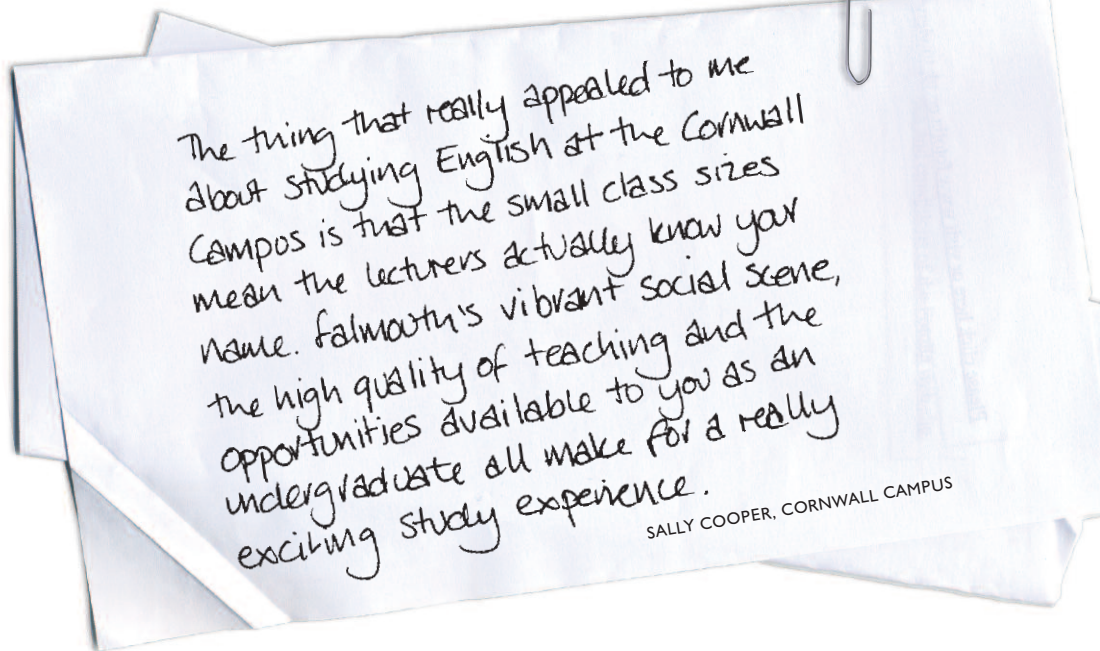 The thing that really appealed to me
about studying English at the Cornwall
Campus is that the small class sizes
mean the lecturers actually know your
name. Falmouth's vibrant social scene,
the high quality of teaching and the
opportunities available to you as an
undergraduate all make for a really
exciting study experience.
SALLY COOPER, CORNWALL CAMPUS